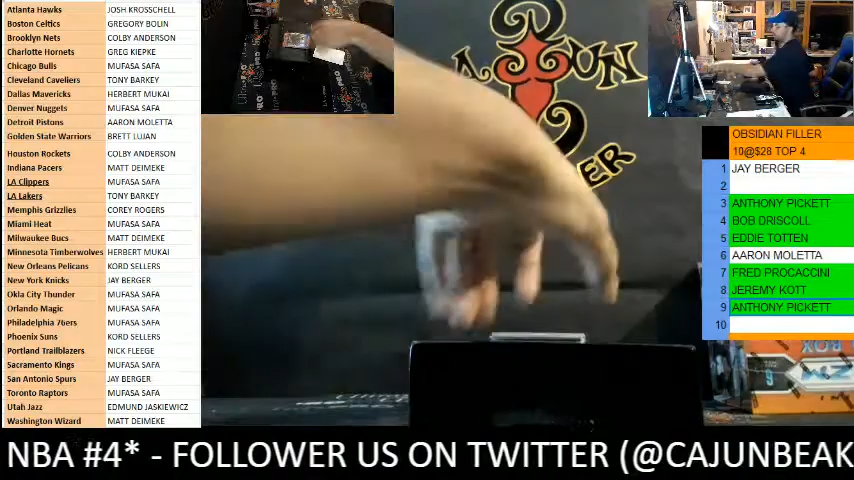 Atlanta Hawks JOSH KROSSCHELL
Boston Celtics GREGORY BOLIN
Brooklyn Nets COLBY ANDERSON
Charlotte Hornets GREG KIEPKE
Chicago Bulls MUFASA SAFA
Cleveland Cavaliers TONY BARKEY
Dallas Mavericks HERBERT MUKAI
Denver Nuggets MUFASA SAFA
Detroit Pistons AARON MOLETTA
Golden State Warriors BRETT LUJAN
Houston Rockets COLBY ANDERSON
Indiana Pacers MATT DEIMEKE
LA Clippers MUFASA SAFA
LA Lakers TONY BARKEY
Memphis Grizzlies COREY ROGERS
Miami Heat MUFASA SAFA
Milwaukee Bucs MATT DEIMEKE
Minnesota Timberwolves HERBERT MUKAI
New Orleans Pelicans KORD SELLERS
New York Knicks JAY BERGER
Okla City Thunder MUFASA SAFA
Orlando Magic MUFASA SAFA
Philadelphia 76ers MUFASA SAFA
Phoenix Suns KORD SELLERS
Portland Trailblazers NICK FLEEGE
Sacramento Kings MUFASA SAFA
San Antonio Spurs JAY BERGER
Toronto Raptors MUFASA SAFA
Utah Jazz EDMUND JASKIEWICZ
Washington Wizard MATT DEIMEKE
OBSIDIAN FILLER
10@$28 TOP 4
1 JAY BERGER
2
3 ANTHONY PICKETT
4 BOB DRISCOLL
5 EDDIE TOTTEN
6 AARON MOLETTA
7 FRED PROCACCINI
8 JEREMY KOTT
9 ANTHONY PICKETT
10
BOX
NBA #4* - FOLLOWER US ON TWITTER (@CAJUNBEAK